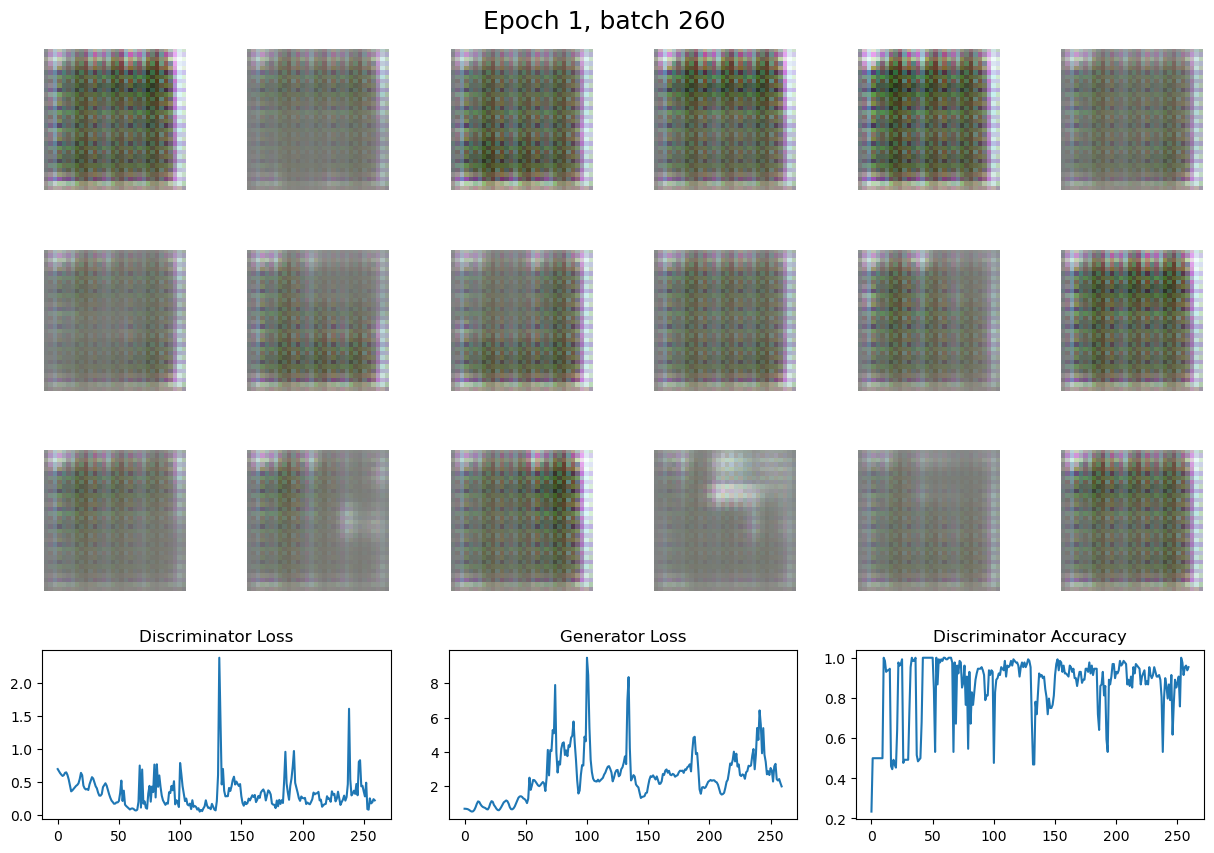 Epoch 1, batch 260
Discriminator Loss
Generator Loss
Discriminator Accuracy
2.0
1.5
1.0
0.5
0.0
0 50 100 150 200 250
8
6
4
2
0 50 100 150 200 250
1.0
0.8
0.6
0.4
0.2
0 50 100 150 200 250